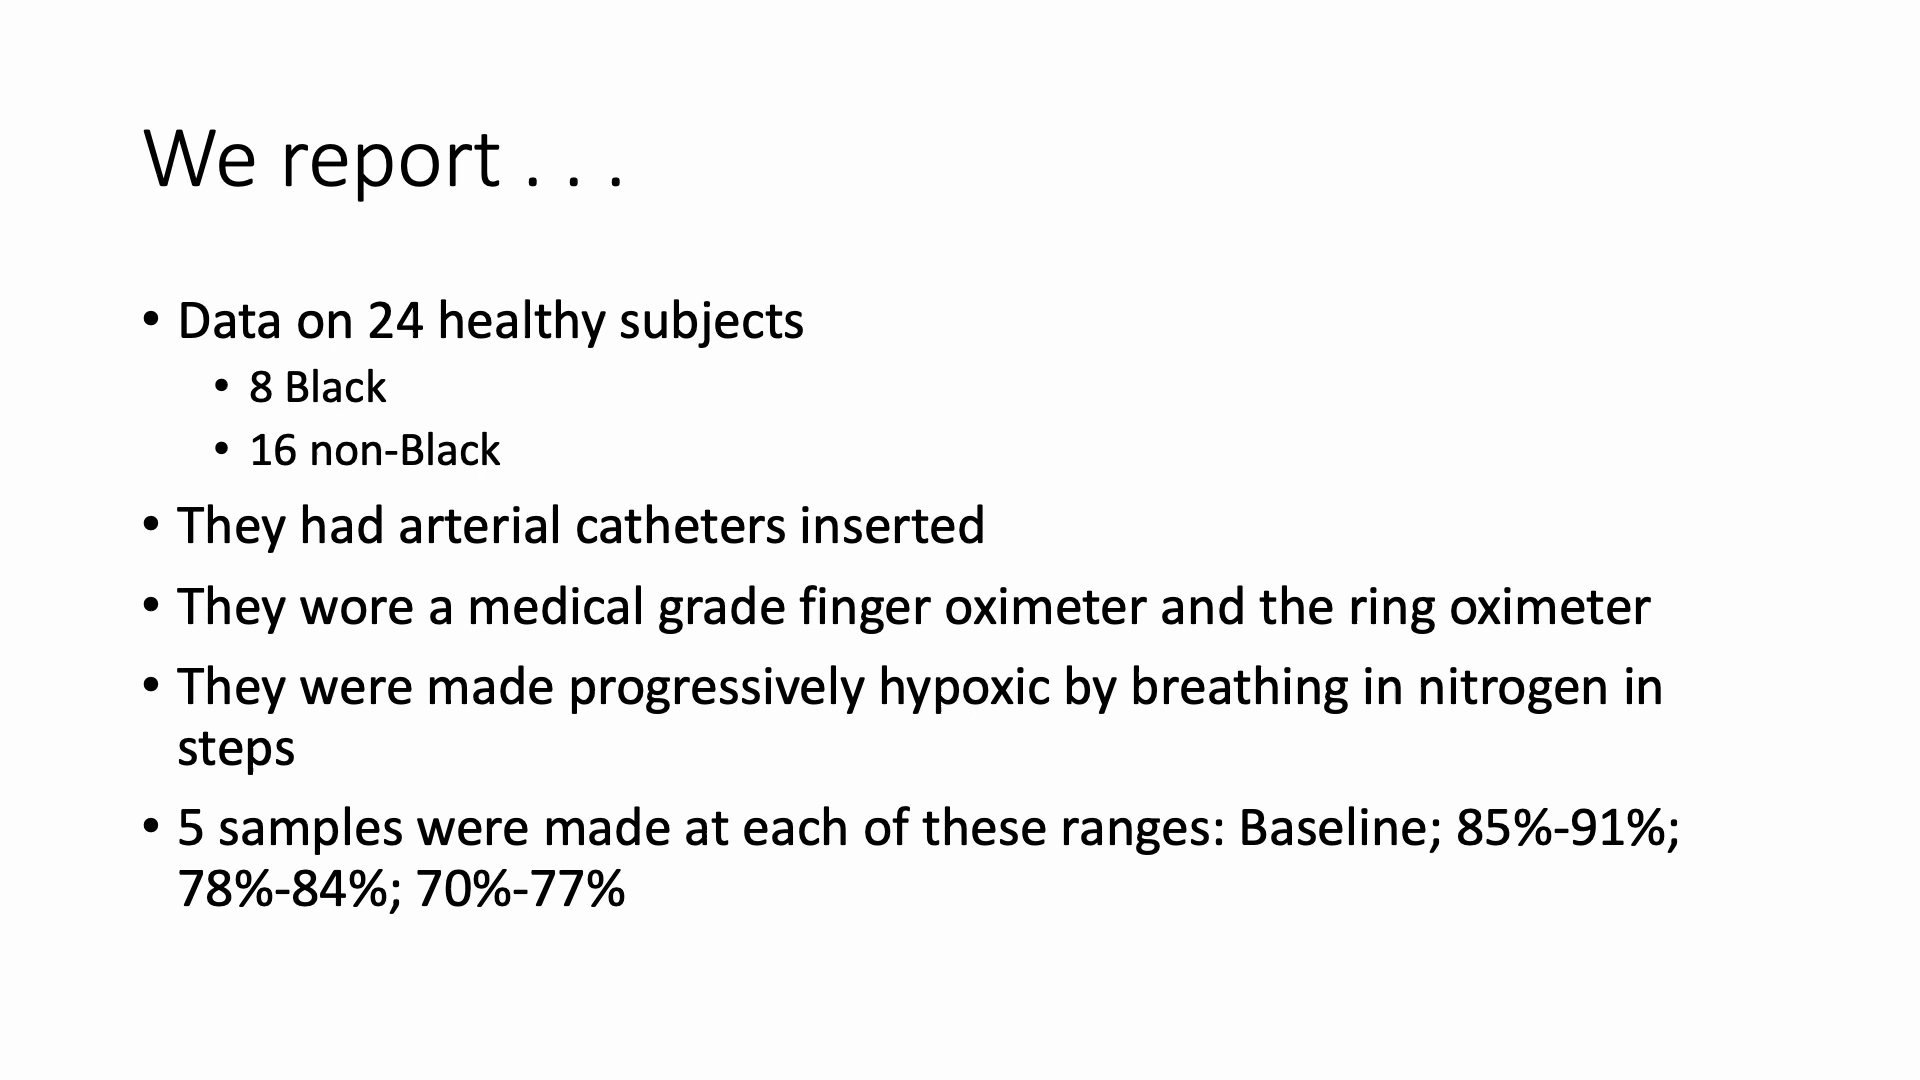 We report . . .
• Data on 24 healthy subjects
• 8 Black
• 16 non-Black
• They had arterial catheters inserted
• They wore a medical grade finger oximeter and the ring oximeter
• They were made progressively hypoxic by breathing in nitrogen in
steps
• 5 samples were made at each of these ranges: Baseline; 85%-91%;
78%-84%; 70%-77%